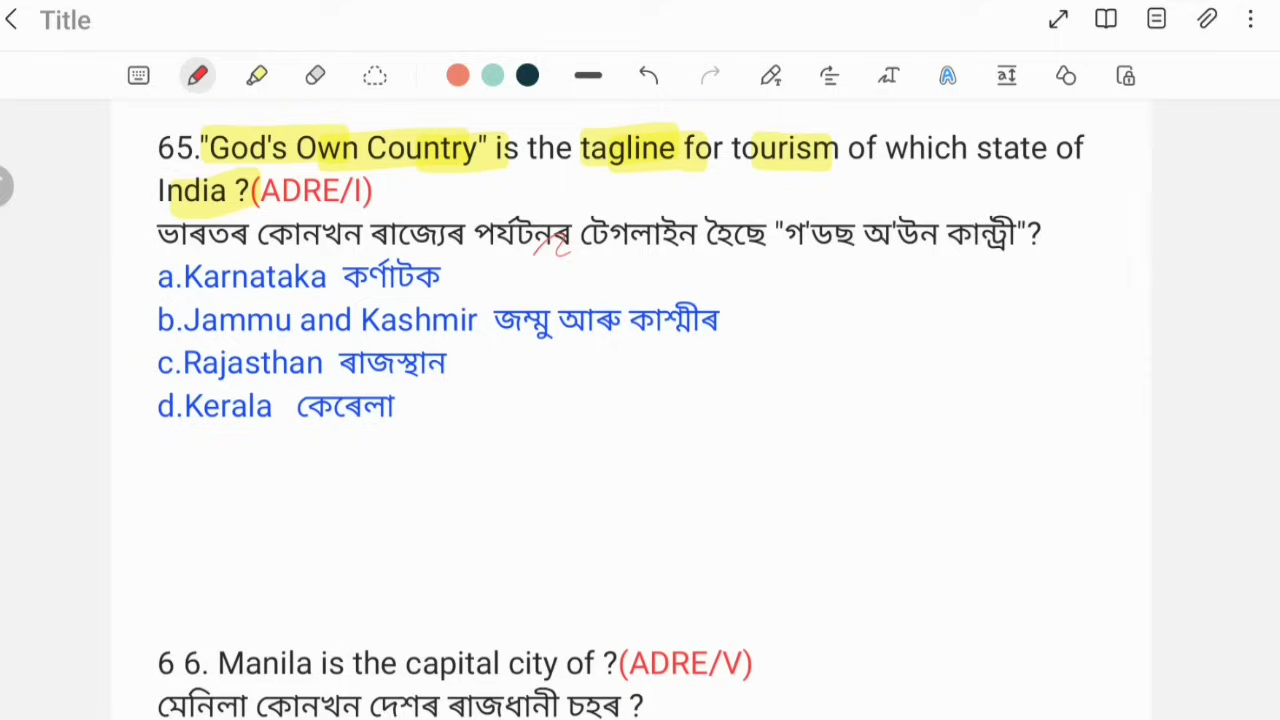 Title
65."God's Own Country" is the tagline for tourism of which state of
India ?(ADRE/I)
ভাৰতৰ কোনখন ৰাজ্যেৰ পৰ্যটনৰ টেগলাইন হৈছে "গ'ডছ অ'উন কান্ট্ৰী"?
a.Karnataka কৰ্ণাটক
b.Jammu and Kashmir জম্মু আৰু কাশ্মীৰ
c.Rajasthan ৰাজস্থান
d.Kerala কেৰেলা
6 6. Manila is the capital city of ?(ADRE/V)
মেনিলা কোনখন দেশৰ ৰাজধানী চহৰ ?